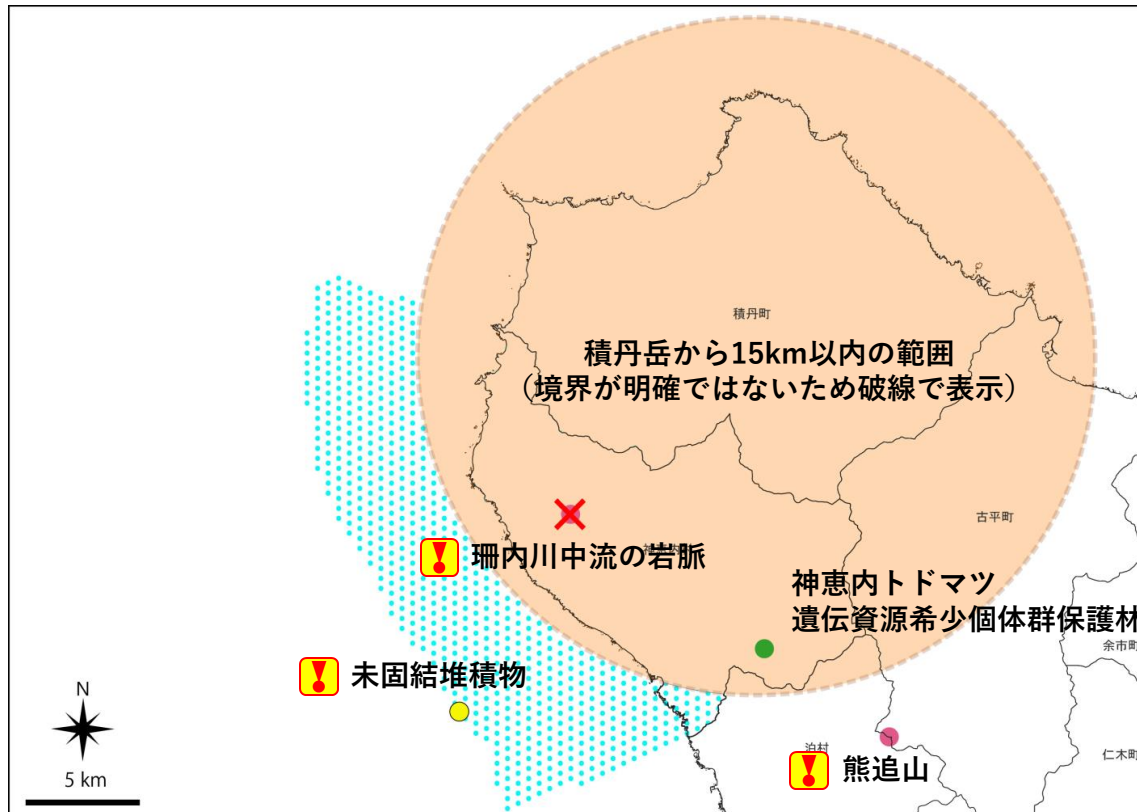 積丹町
積丹岳から15km以内の範囲
（境界が明確ではないため破線で表示）
古平町
珊内川中流の岩脈
神恵内トドマツ
遺伝資源希少個体群保護林
余市町
未固結堆積物
N
5 km
泊村
熊追山
仁木町